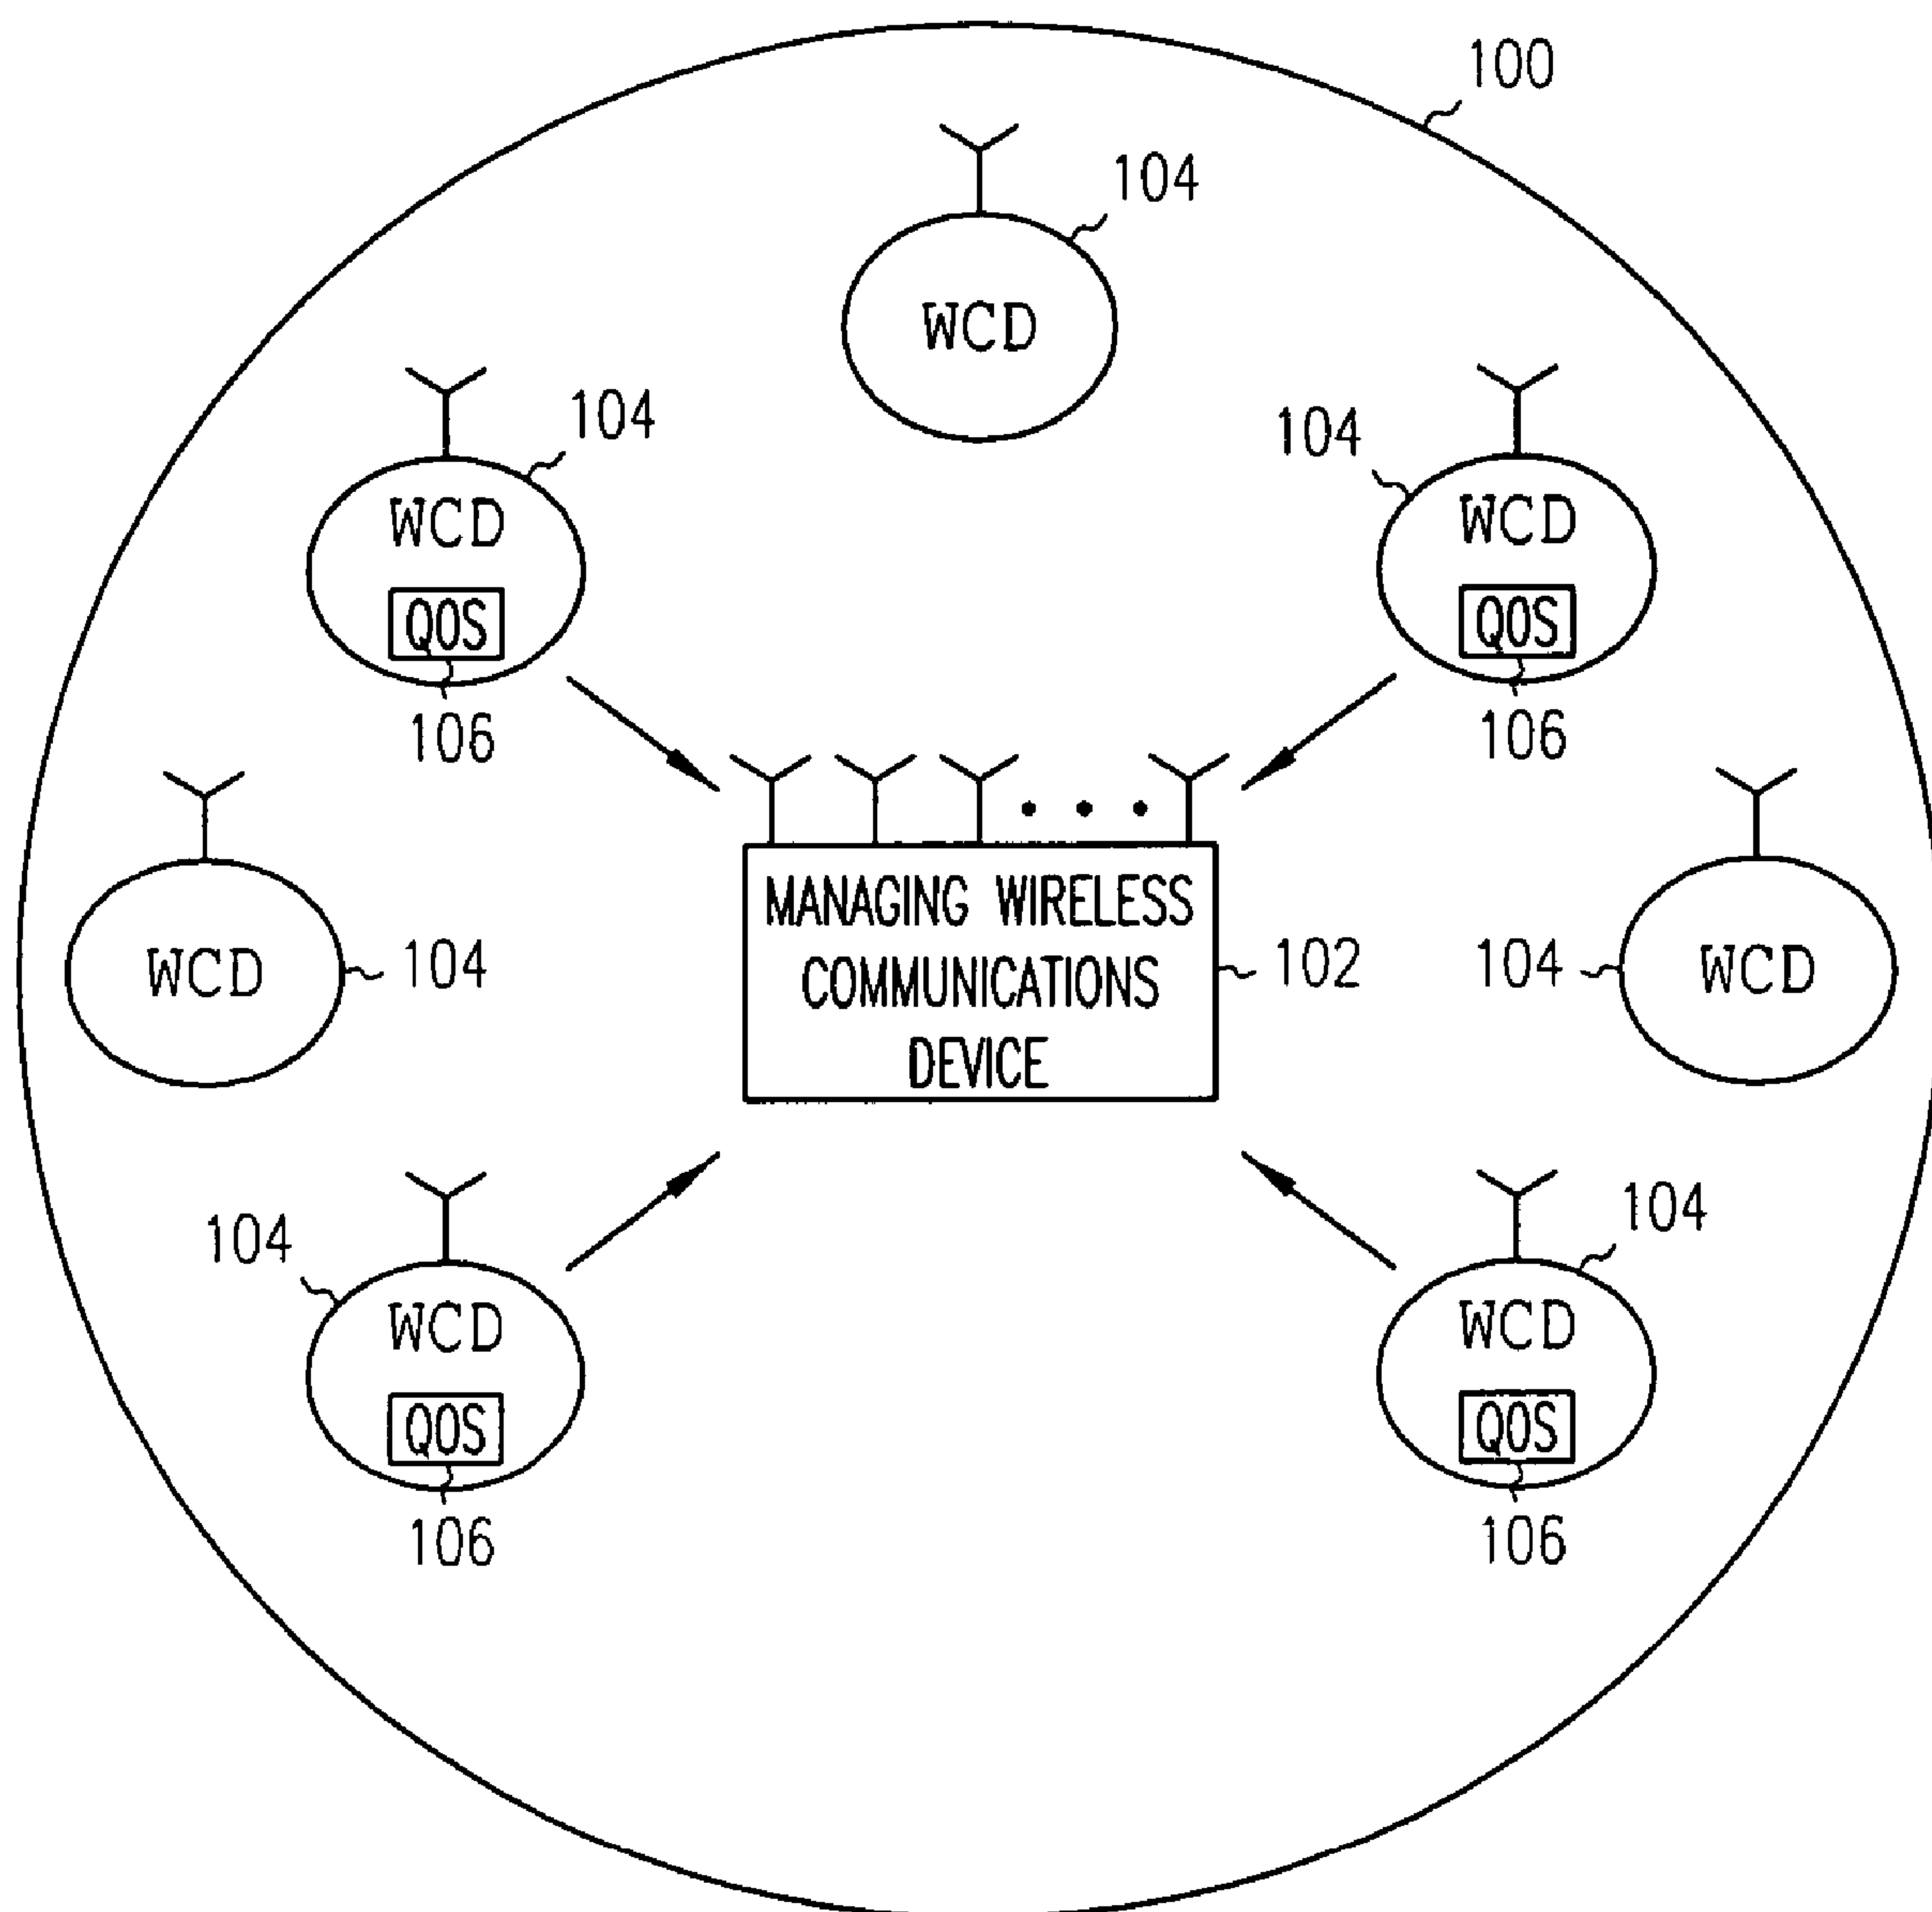 100
104
WCD
104
WCD
QOS
106
104
WCD
QOS
106
WCD
104
MANAGING WIRELESS
COMMUNICATIONS
DEVICE
102
104
WCD
104
WCD
QOS
106
104
WCD
QOS
106